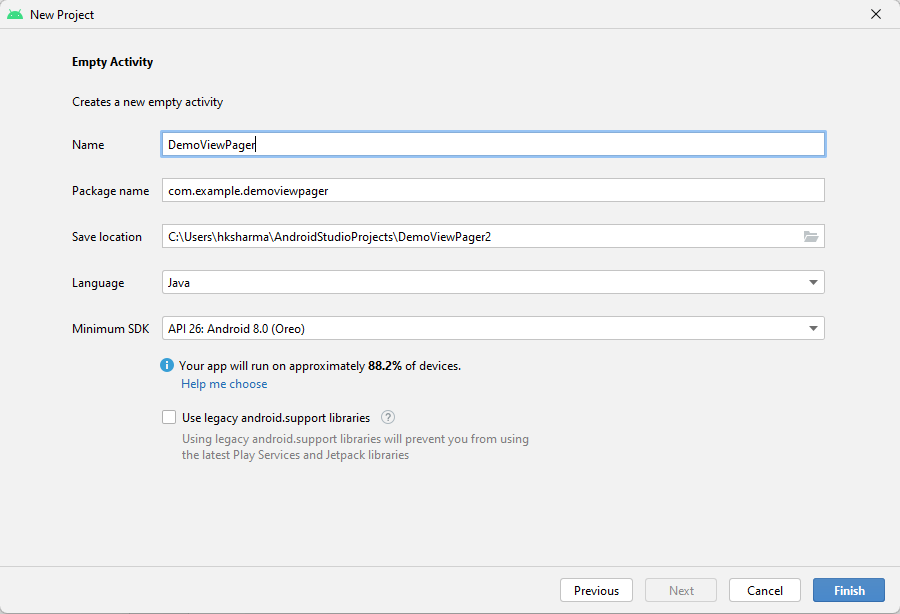 New Project
Empty Activity
Creates a new empty activity
Name DemoViewPager
Package name com.example.demoviewpager
Save location C:\Users\hksharma\AndroidStudioProjects\DemoViewPager2
Language Java
Minimum SDK API 26: Android 8.0 (Oreo)
i Your app will run on approximately 88.2% of devices.
Help me choose
Use legacy android.support libraries ?
Using legacy android.support libraries will prevent you from using
the latest Play Services and Jetpack libraries
Previous Next Cancel Finish